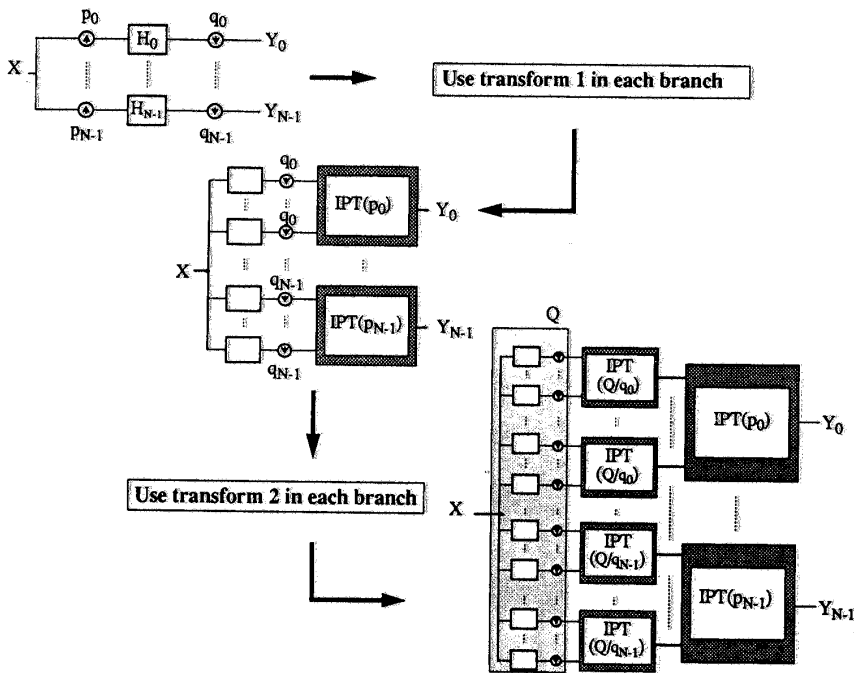 p0 q0
X H0 Y0
HN-1 YN-1
pN-1 qN-1
Use transform 1 in each branch
q0
IPT(p0) Y0
q0
X
qN-1
IPT(pN-1) YN-1
qN-1
Use transform 2 in each branch
Q
IPT
(Q/q0)
IPT(p0) Y0
IPT
(Q/q0)
X
IPT
(Q/qN-1)
IPT(pN-1) YN-1
IPT
(Q/qN-1)